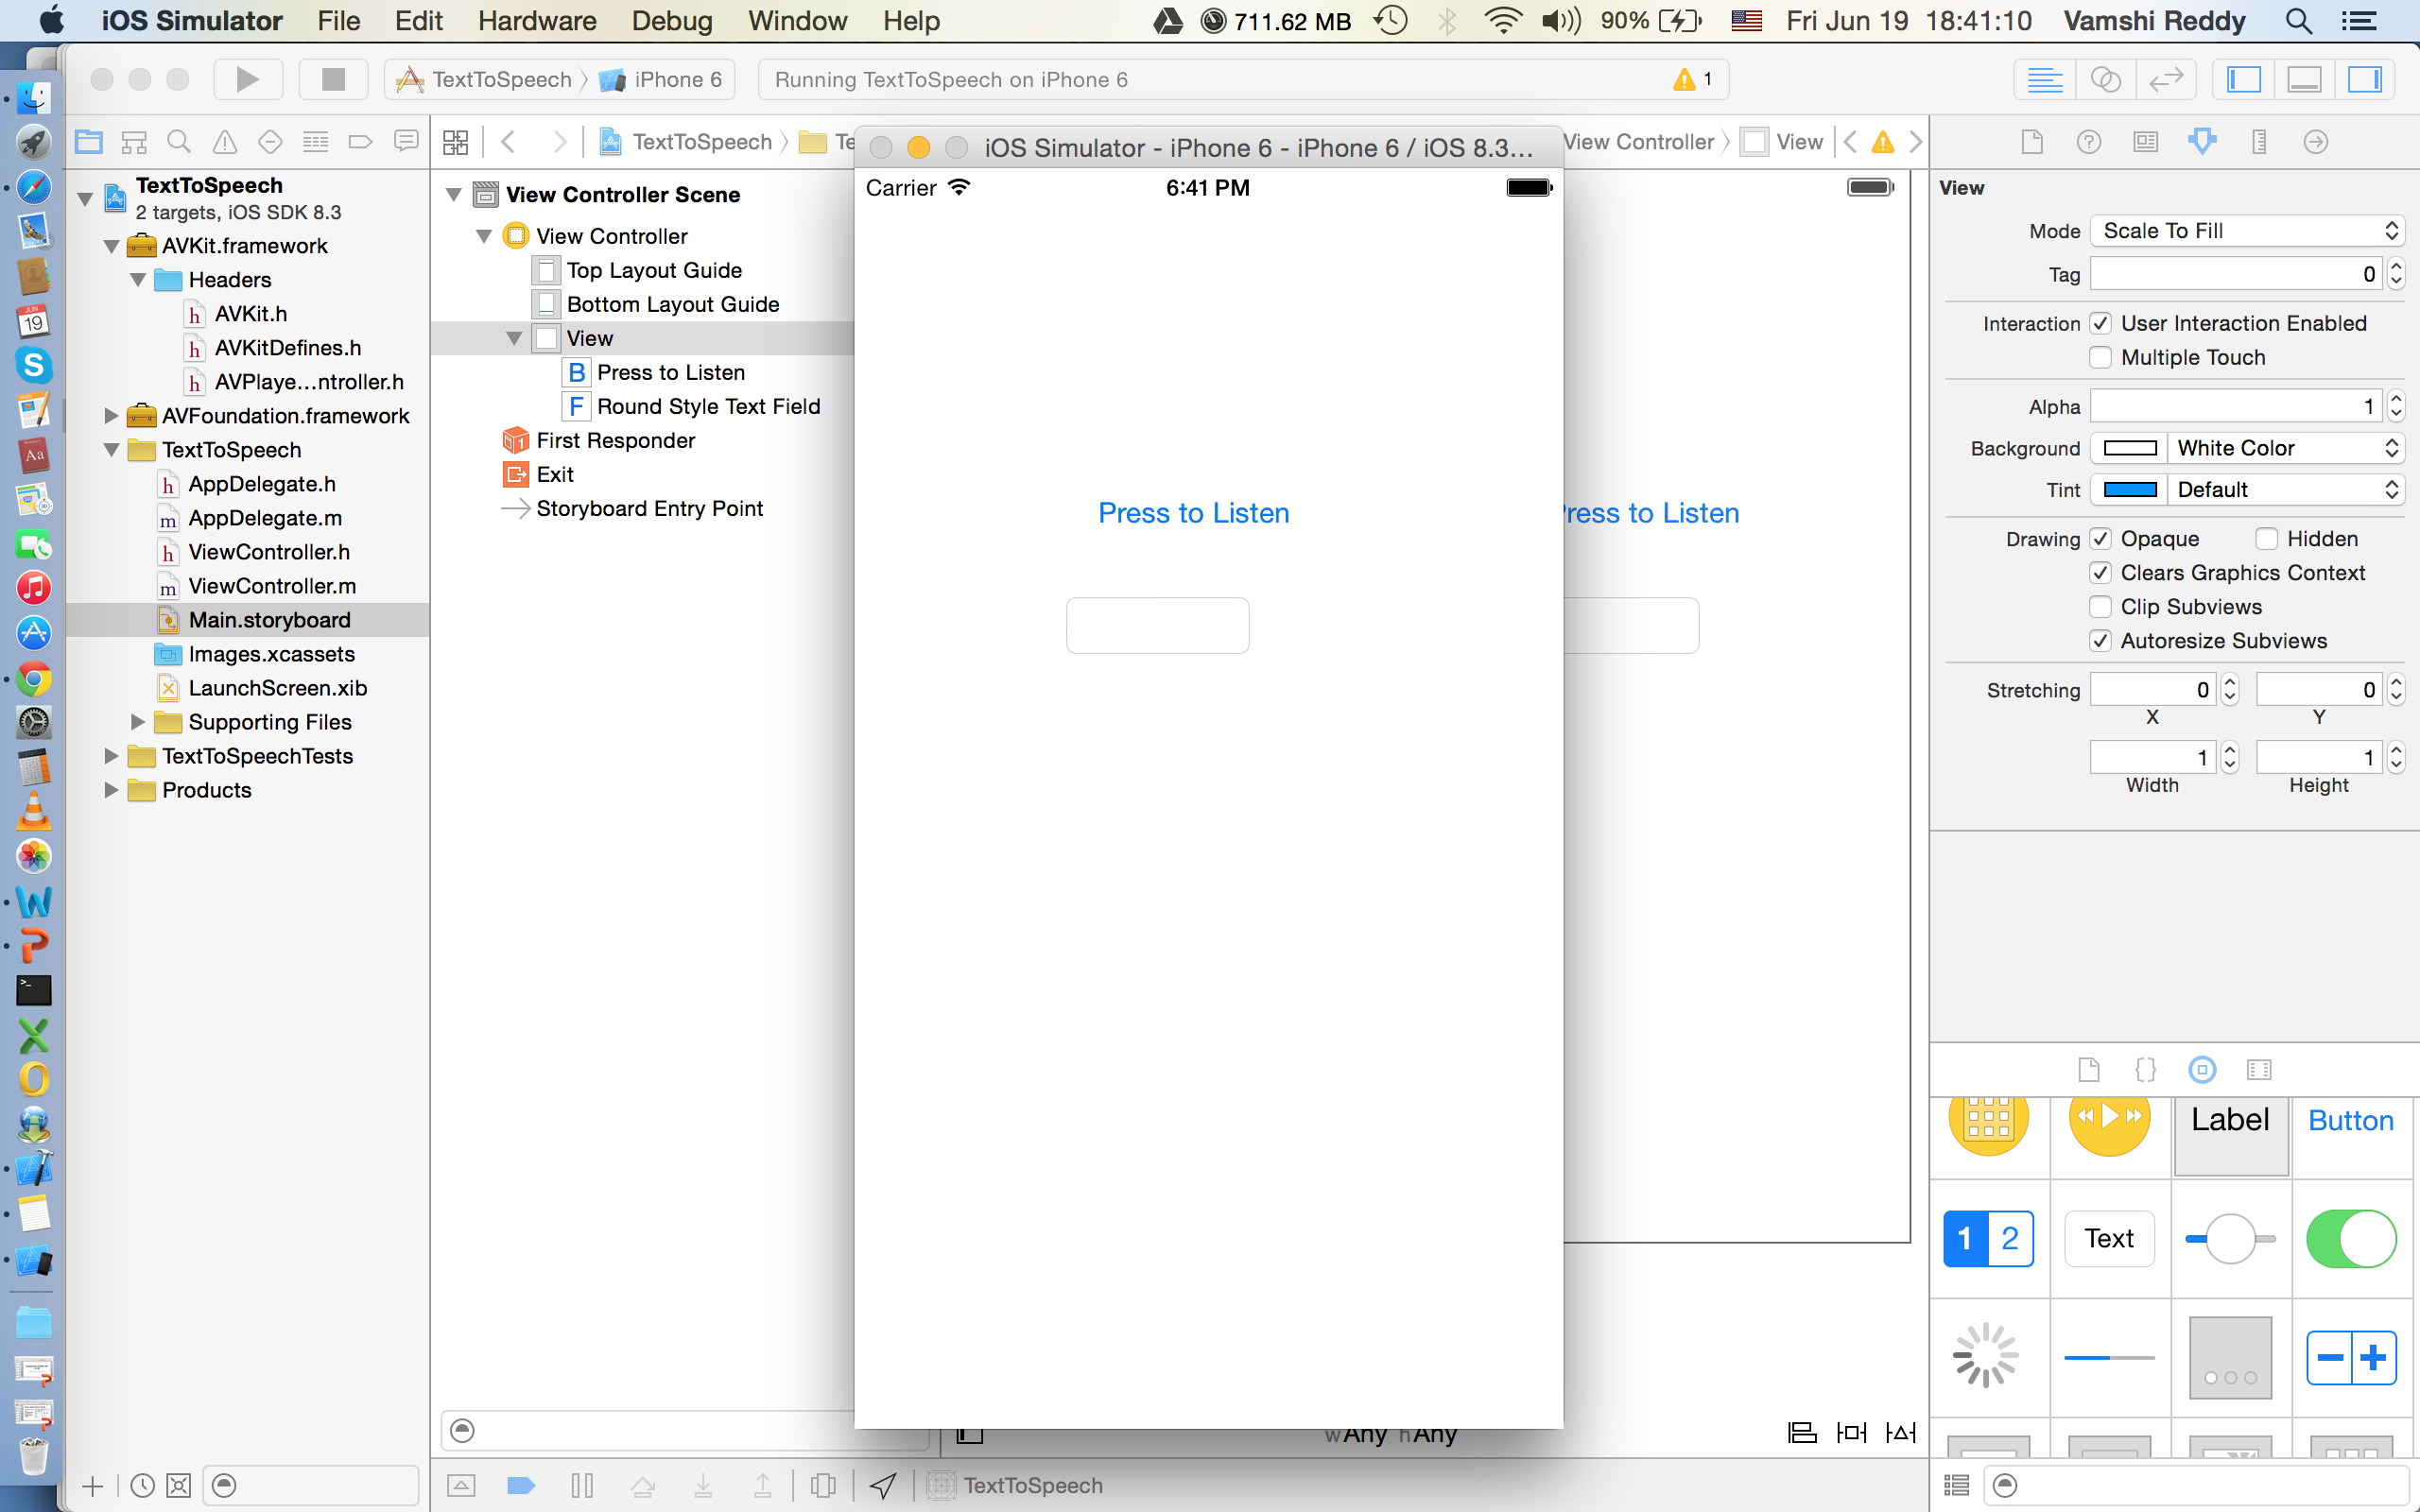 iOS Simulator File Edit Hardware Debug Window Help 711.62 MB 90% Fri Jun 19 18:41:10 Vamshi Reddy
TextToSpeech iPhone 6 Running TextToSpeech on iPhone 6 1
TextToSpeech Te
iOS Simulator - iPhone 6 - iPhone 6 / iOS 8.3...
View Controller View
TextToSpeech
2 targets, iOS SDK 8.3
AVKit.framework
Headers
AVKit.h
AVKitDefines.h
AVPlaye...ntroller.h
AVFoundation.framework
TextToSpeech
AppDelegate.h
AppDelegate.m
ViewController.h
ViewController.m
Main.storyboard
Images.xcassets
LaunchScreen.xib
Supporting Files
TextToSpeechTests
Products
View Controller Scene
View Controller
Top Layout Guide
Bottom Layout Guide
View
B Press to Listen
F Round Style Text Field
First Responder
Exit
Storyboard Entry Point
Carrier 6:41 PM
Press to Listen
ress to Listen
wAny hAny
TextToSpeech
View
Mode Scale To Fill
Tag 0
Interaction User Interaction Enabled
Multiple Touch
Alpha 1
Background White Color
Tint Default
Drawing Opaque Hidden
Clears Graphics Context
Clip Subviews
Autoresize Subviews
Stretching 0 0
X Y
1 1
Width Height
Label Button
1 2 Text